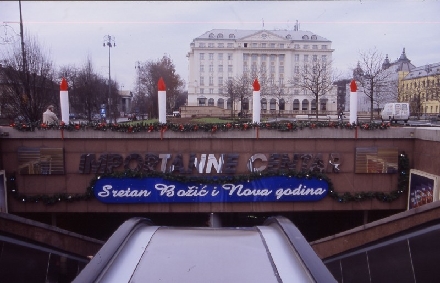 IMPORTANNE CENTAR
Sretan Božić i Nova godina